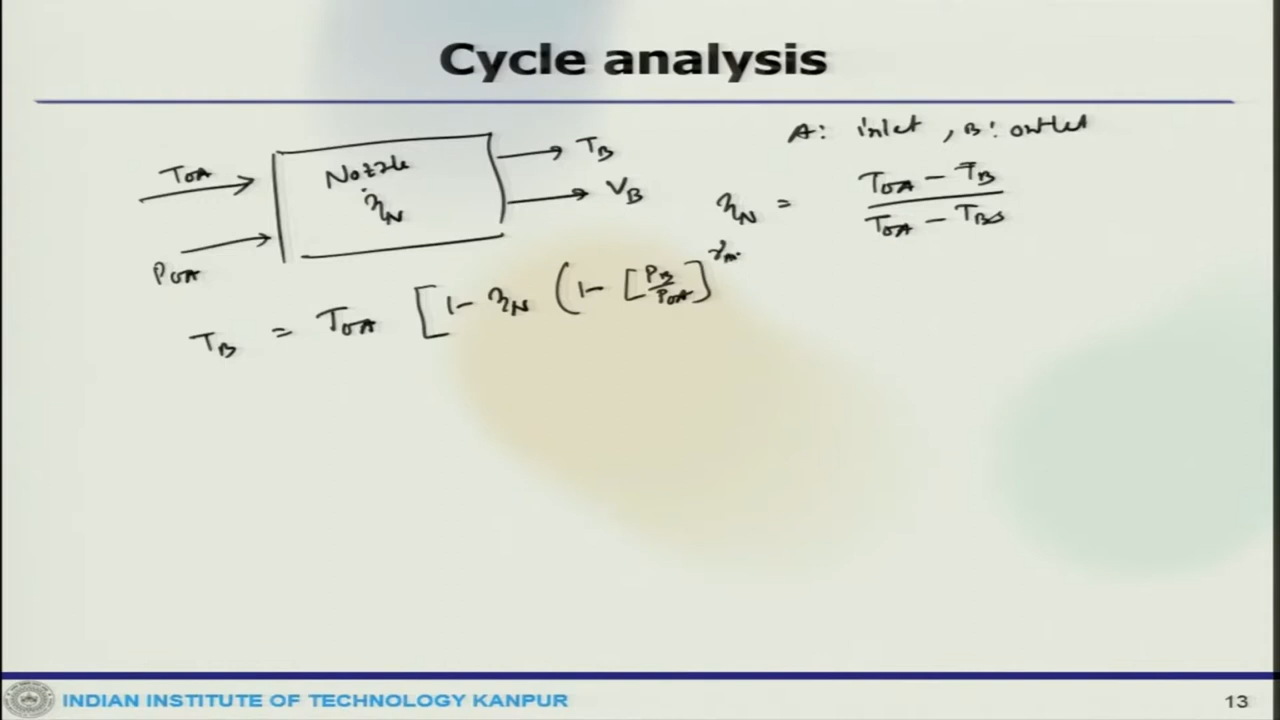 Cycle analysis
A: inlet, B: outlet
T0A
Nozzle
ηN
TB
VB
P0A
ηN = (T0A - TB) / (T0A - TBs)
TB = T0A [ 1 - ηN ( 1 - [PB/P0A]
INDIAN INSTITUTE OF TECHNOLOGY KANPUR
13